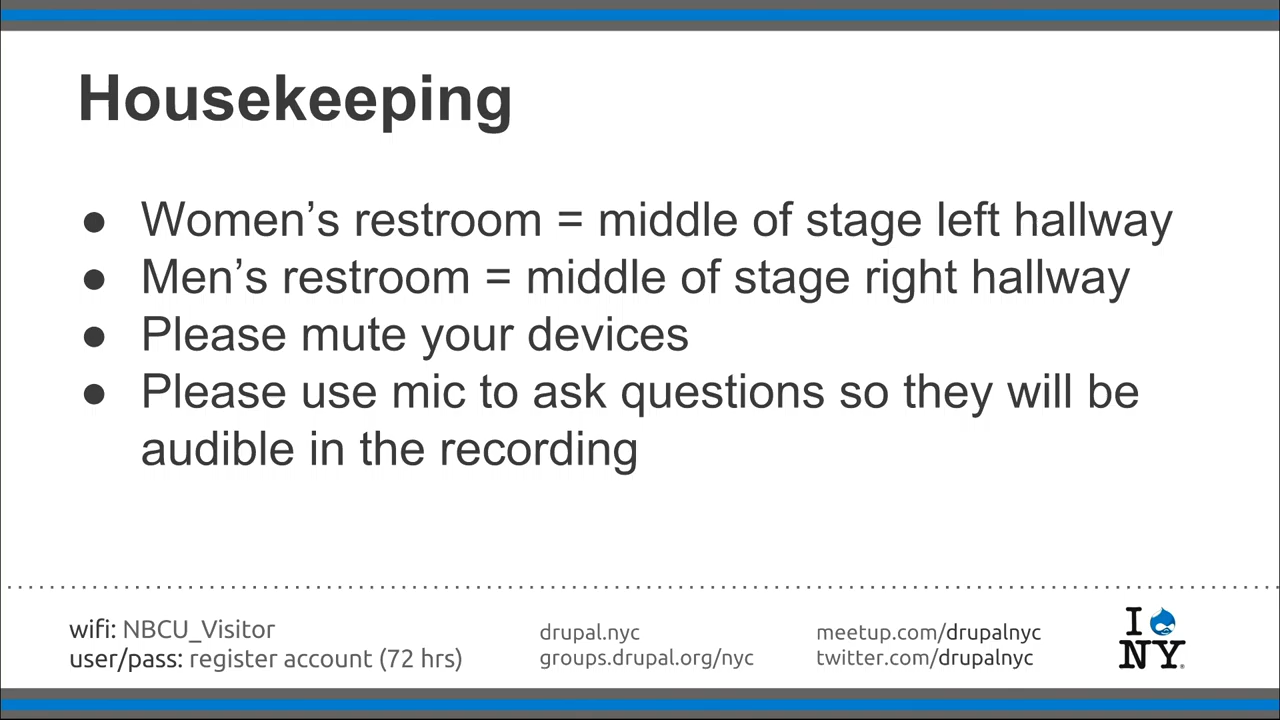 Housekeeping
● Women’s restroom = middle of stage left hallway
● Men’s restroom = middle of stage right hallway
● Please mute your devices
● Please use mic to ask questions so they will be
audible in the recording
wifi: NBCU_Visitor
user/pass: register account (72 hrs)
drupal.nyc
groups.drupal.org/nyc
meetup.com/drupalnyc
twitter.com/drupalnyc
I
NY®